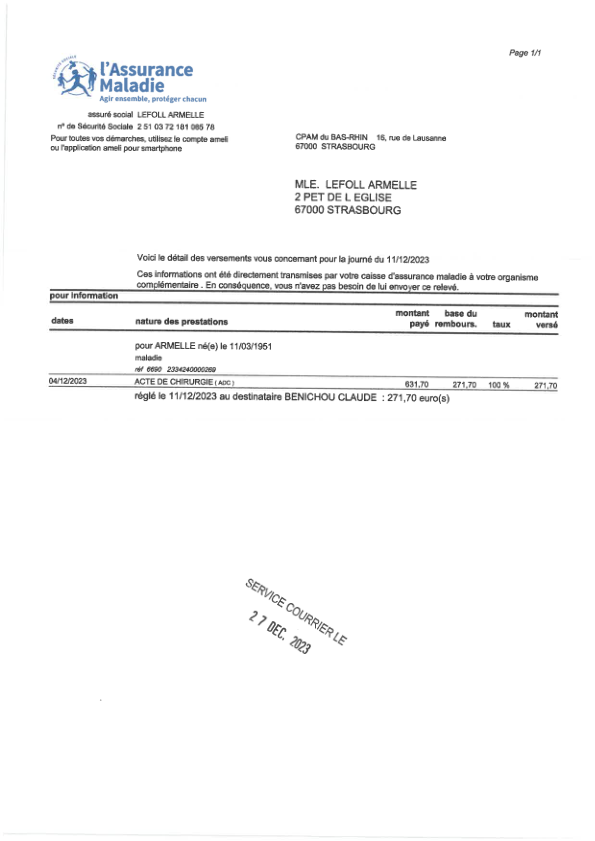 Page 1/1
SÉCURITÉ SOCIALE
l'Assurance
Maladie
Agir ensemble, protéger chacun
assuré social LEFOLL ARMELLE
n° de Sécurité Sociale 2 51 03 72 181 085 78
Pour toutes vos démarches, utilisez le compte ameli
ou l'application ameli pour smartphone
CPAM du BAS-RHIN 16, rue de Lausanne
67000 STRASBOURG
MLE. LEFOLL ARMELLE
2 PET DE L EGLISE
67000 STRASBOURG
Voici le détail des versements vous concernant pour la journé du 11/12/2023
Ces informations ont été directement transmises par votre caisse d'assurance maladie à votre organisme
complémentaire . En conséquence, vous n'avez pas besoin de lui envoyer ce relevé.
pour information
dates nature des prestations montant payé base du rembours. taux montant versé
pour ARMELLE né(e) le 11/03/1951
maladie
réf 6690 2334240000269
04/12/2023 ACTE DE CHIRURGIE ( ADC ) 631,70 271,70 100 % 271,70
réglé le 11/12/2023 au destinataire BENICHOU CLAUDE : 271,70 euro(s)
SERVICE COURRIER LE
27 DEC. 2023